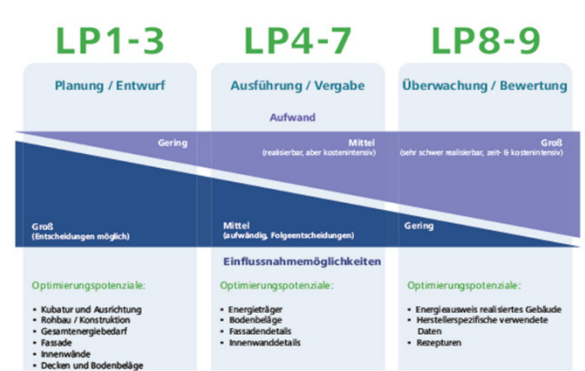 LP1-3
LP4-7
LP8-9
Planung / Entwurf
Ausführung / Vergabe
Überwachung / Bewertung
Aufwand
Gering
Mittel
(realisierbar, aber kostenintensiv)
Groß
(sehr schwer realisierbar, zeit- & kostenintensiv)
Groß
(Entscheidungen möglich)
Mittel
(aufwändig, Folgeentscheidungen)
Gering
Einflussnahmemöglichkeiten
Optimierungspotenziale:
• Kubatur und Ausrichtung
• Rohbau / Konstruktion
• Gesamtenergiebedarf
• Fassade
• Innenwände
• Decken und Bodenbeläge
Optimierungspotenziale:
• Energieträger
• Bodenbeläge
• Fassadendetails
• Innenwanddetails
Optimierungspotenziale:
• Energieausweis realisiertes Gebäude
• Herstellerspezifische verwendete
Daten
• Rezepturen